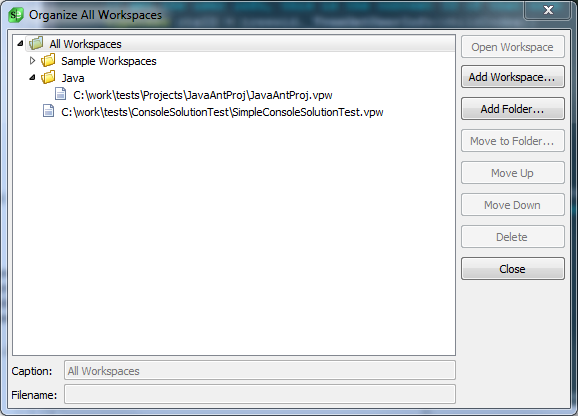 Organize All Workspaces
All Workspaces
Sample Workspaces
Java
C:\work\tests\Projects\JavaAntProj\JavaAntProj.vpw
C:\work\tests\ConsoleSolutionTest\SimpleConsoleSolutionTest.vpw
Open Workspace
Add Workspace...
Add Folder...
Move to Folder...
Move Up
Move Down
Delete
Close
Caption: All Workspaces
Filename: